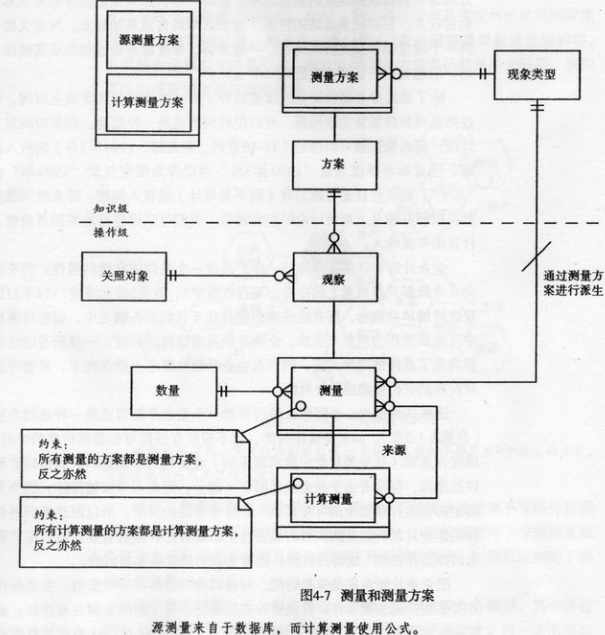 源测量方案
计算测量方案
测量方案
现象类型
方案
知识级
操作级
关照对象
观察
通过测量方
案进行派生
数量
测量
来源
约束:
所有测量的方案都是测量方案,
反之亦然
计算测量
约束:
所有计算测量的方案都是计算测量方案,
反之亦然
图4-7 测量和测量方案
源测量来自于数据库，而计算测量使用公式。